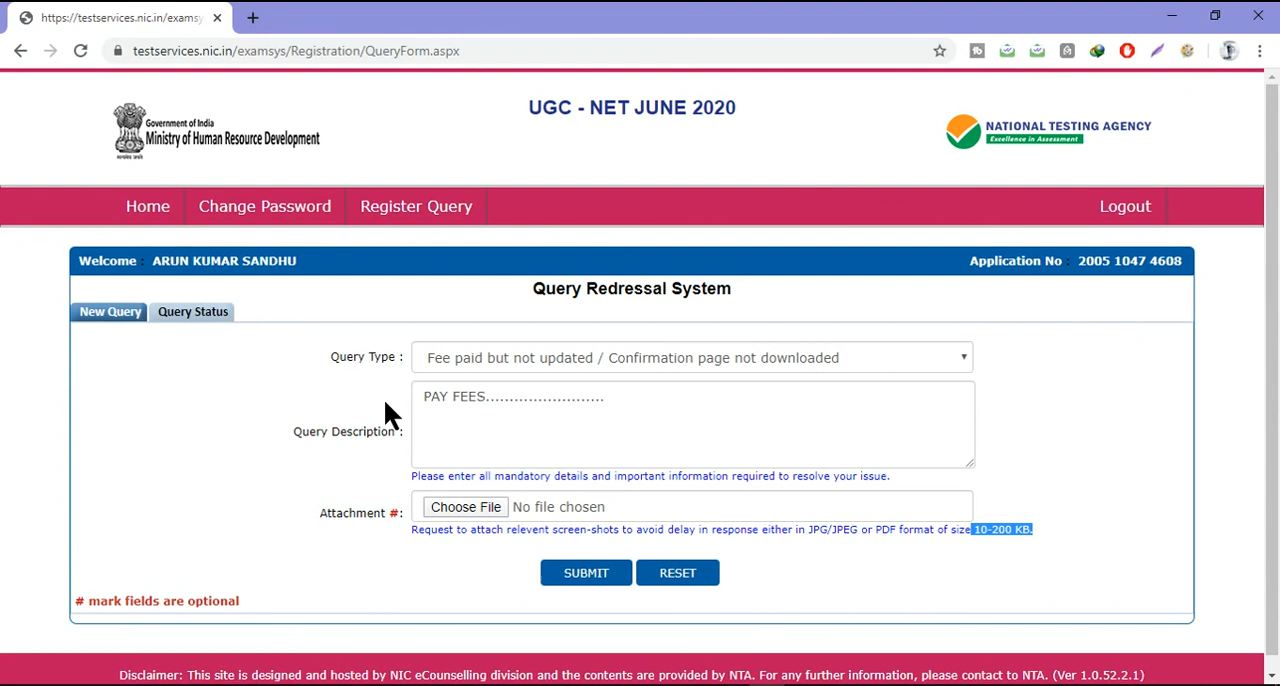 https://testservices.nic.in/examsy
testservices.nic.in/examsys/Registration/QueryForm.aspx
UGC - NET JUNE 2020
Government of India
Ministry of Human Resource Development
सत्यमेव जयते
NATIONAL TESTING AGENCY
Excellence in Assessment
Home Change Password Register Query Logout
Welcome : ARUN KUMAR SANDHU Application No : 2005 1047 4608
Query Redressal System
New Query Query Status
Query Type : Fee paid but not updated / Confirmation page not downloaded
PAY FEES.........................
Query Description :
Please enter all mandatory details and important information required to resolve your issue.
Attachment #: Choose File No file chosen
Request to attach relevent screen-shots to avoid delay in response either in JPG/JPEG or PDF format of size 10-200 KB.
SUBMIT RESET
# mark fields are optional
Disclaimer: This site is designed and hosted by NIC eCounselling division and the contents are provided by NTA. For any further information, please contact to NTA. (Ver 1.0.52.2.1)